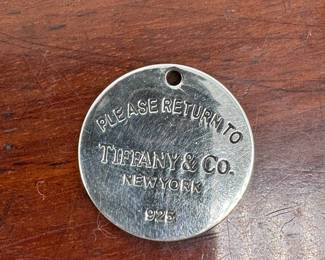 PLEASE RETURN TO
TIFFANY & CO.
NEW YORK
925